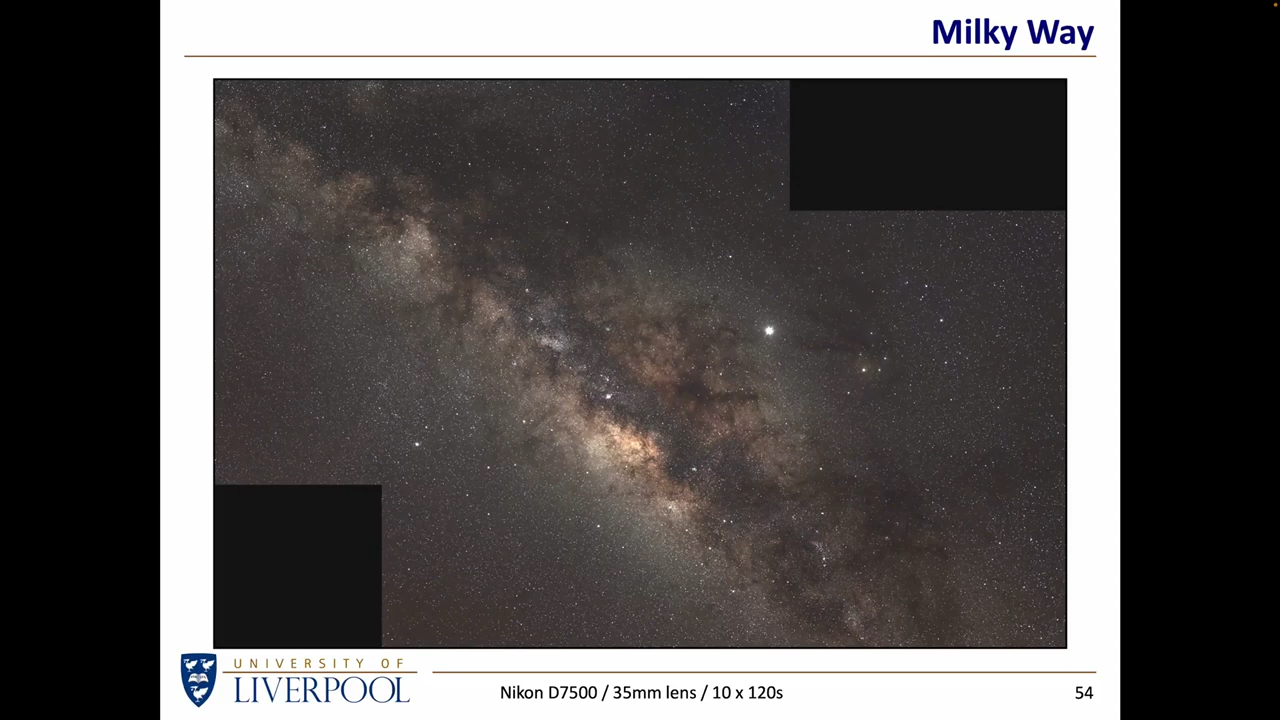 Milky Way
UNIVERSITY OF
LIVERPOOL
Nikon D7500 / 35mm lens / 10 x 120s
54